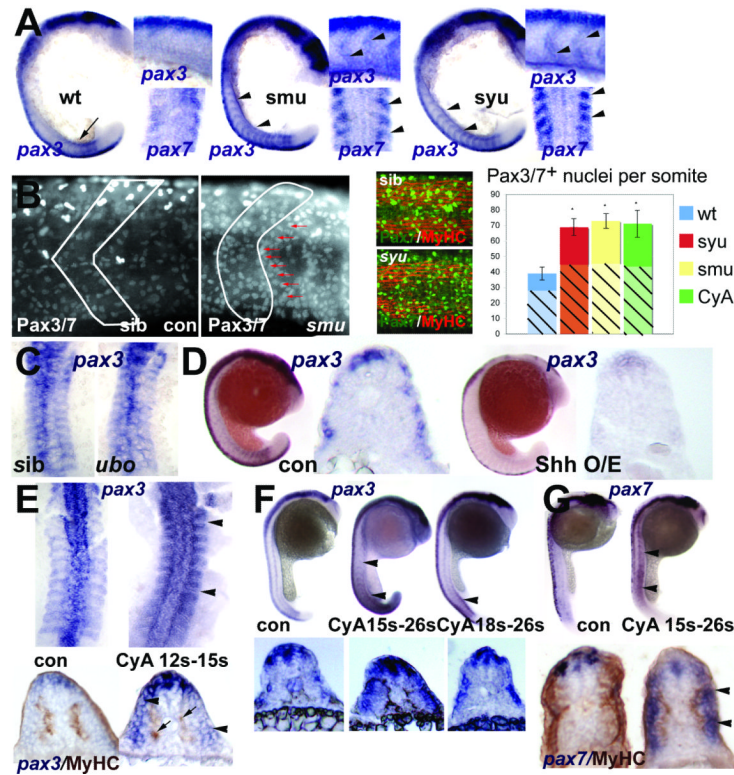 A
pax3
wt
pax3
pax7
smu
pax3
pax3
pax7
syu
pax3
pax3
pax7
B
Pax3/7 sib con
Pax3/7 smu
sib
/MyHC
syu
/MyHC
Pax3/7+ nuclei per somite
90
80
70
60
50
40
30
20
10
0
wt
syu
smu
CyA
C
pax3
sib ubo
D
pax3
con
Shh O/E
E
pax3
con CyA 12s-15s
pax3/MyHC
F
pax3
con CyA15s-26s CyA18s-26s
G
pax7
con CyA 15s-26s
pax7/MyHC